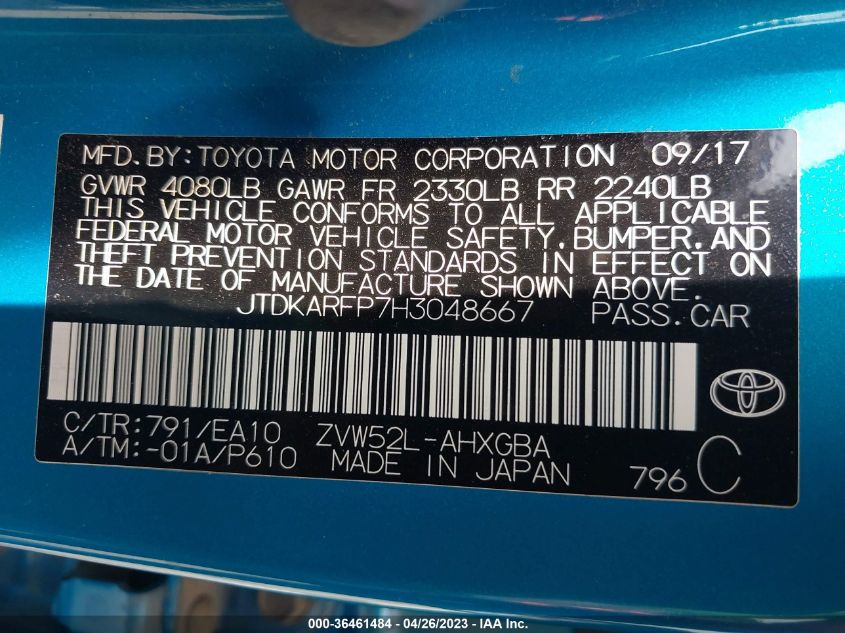 MFD. BY: TOYOTA MOTOR CORPORATION 09/17
GVWR 4080LB GAWR FR 2330LB RR 2240LB
THIS VEHICLE CONFORMS TO ALL APPLICABLE
FEDERAL MOTOR VEHICLE SAFETY, BUMPER, AND
THEFT PREVENTION STANDARDS IN EFFECT ON
THE DATE OF MANUFACTURE SHOWN ABOVE.
JTDKARFP7H3048667 PASS. CAR
C/TR: 791/EA10 ZVW52L-AHXGBA
A/TM: -01A/P610 MADE IN JAPAN 796 C
000-36461484 - 04/26/2023 - IAA Inc.